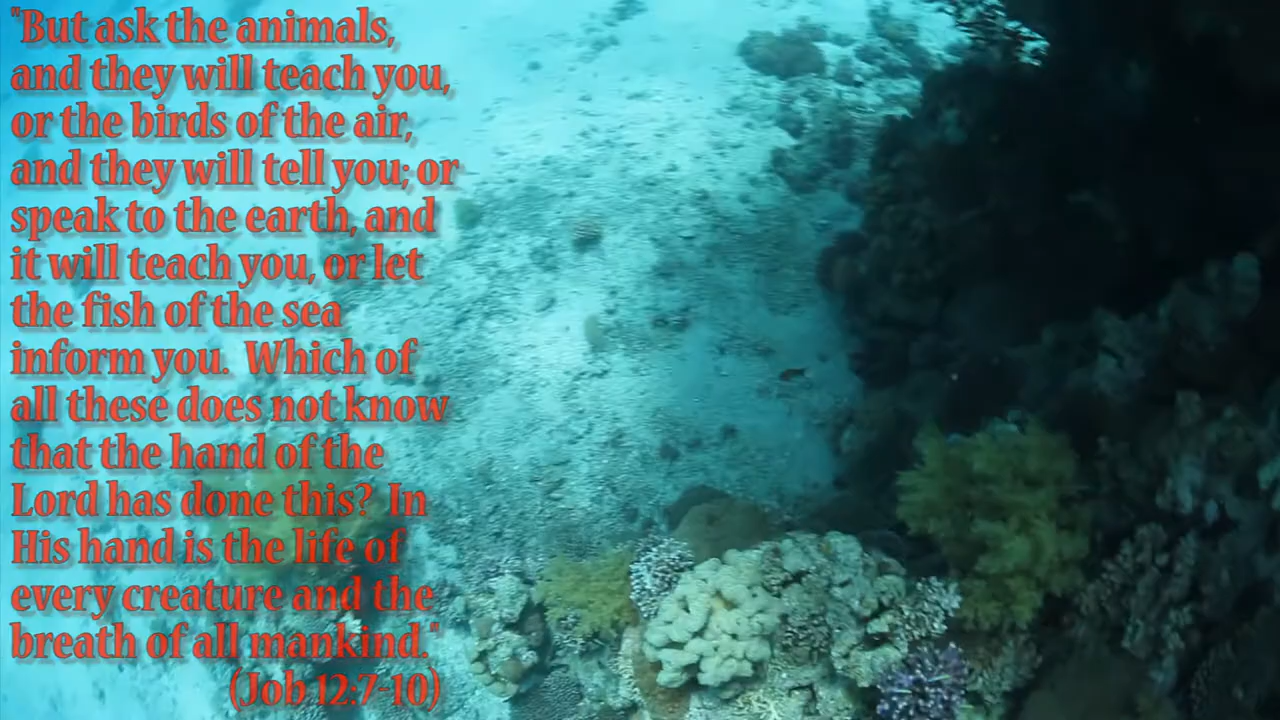 "But ask the animals,
and they will teach you,
or the birds of the air,
and they will tell you; or
speak to the earth, and
it will teach you, or let
the fish of the sea
inform you.  Which of
all these does not know
that the hand of the
Lord has done this?  In
His hand is the life of
every creature and the
breath of all mankind."
(Job 12:7-10)